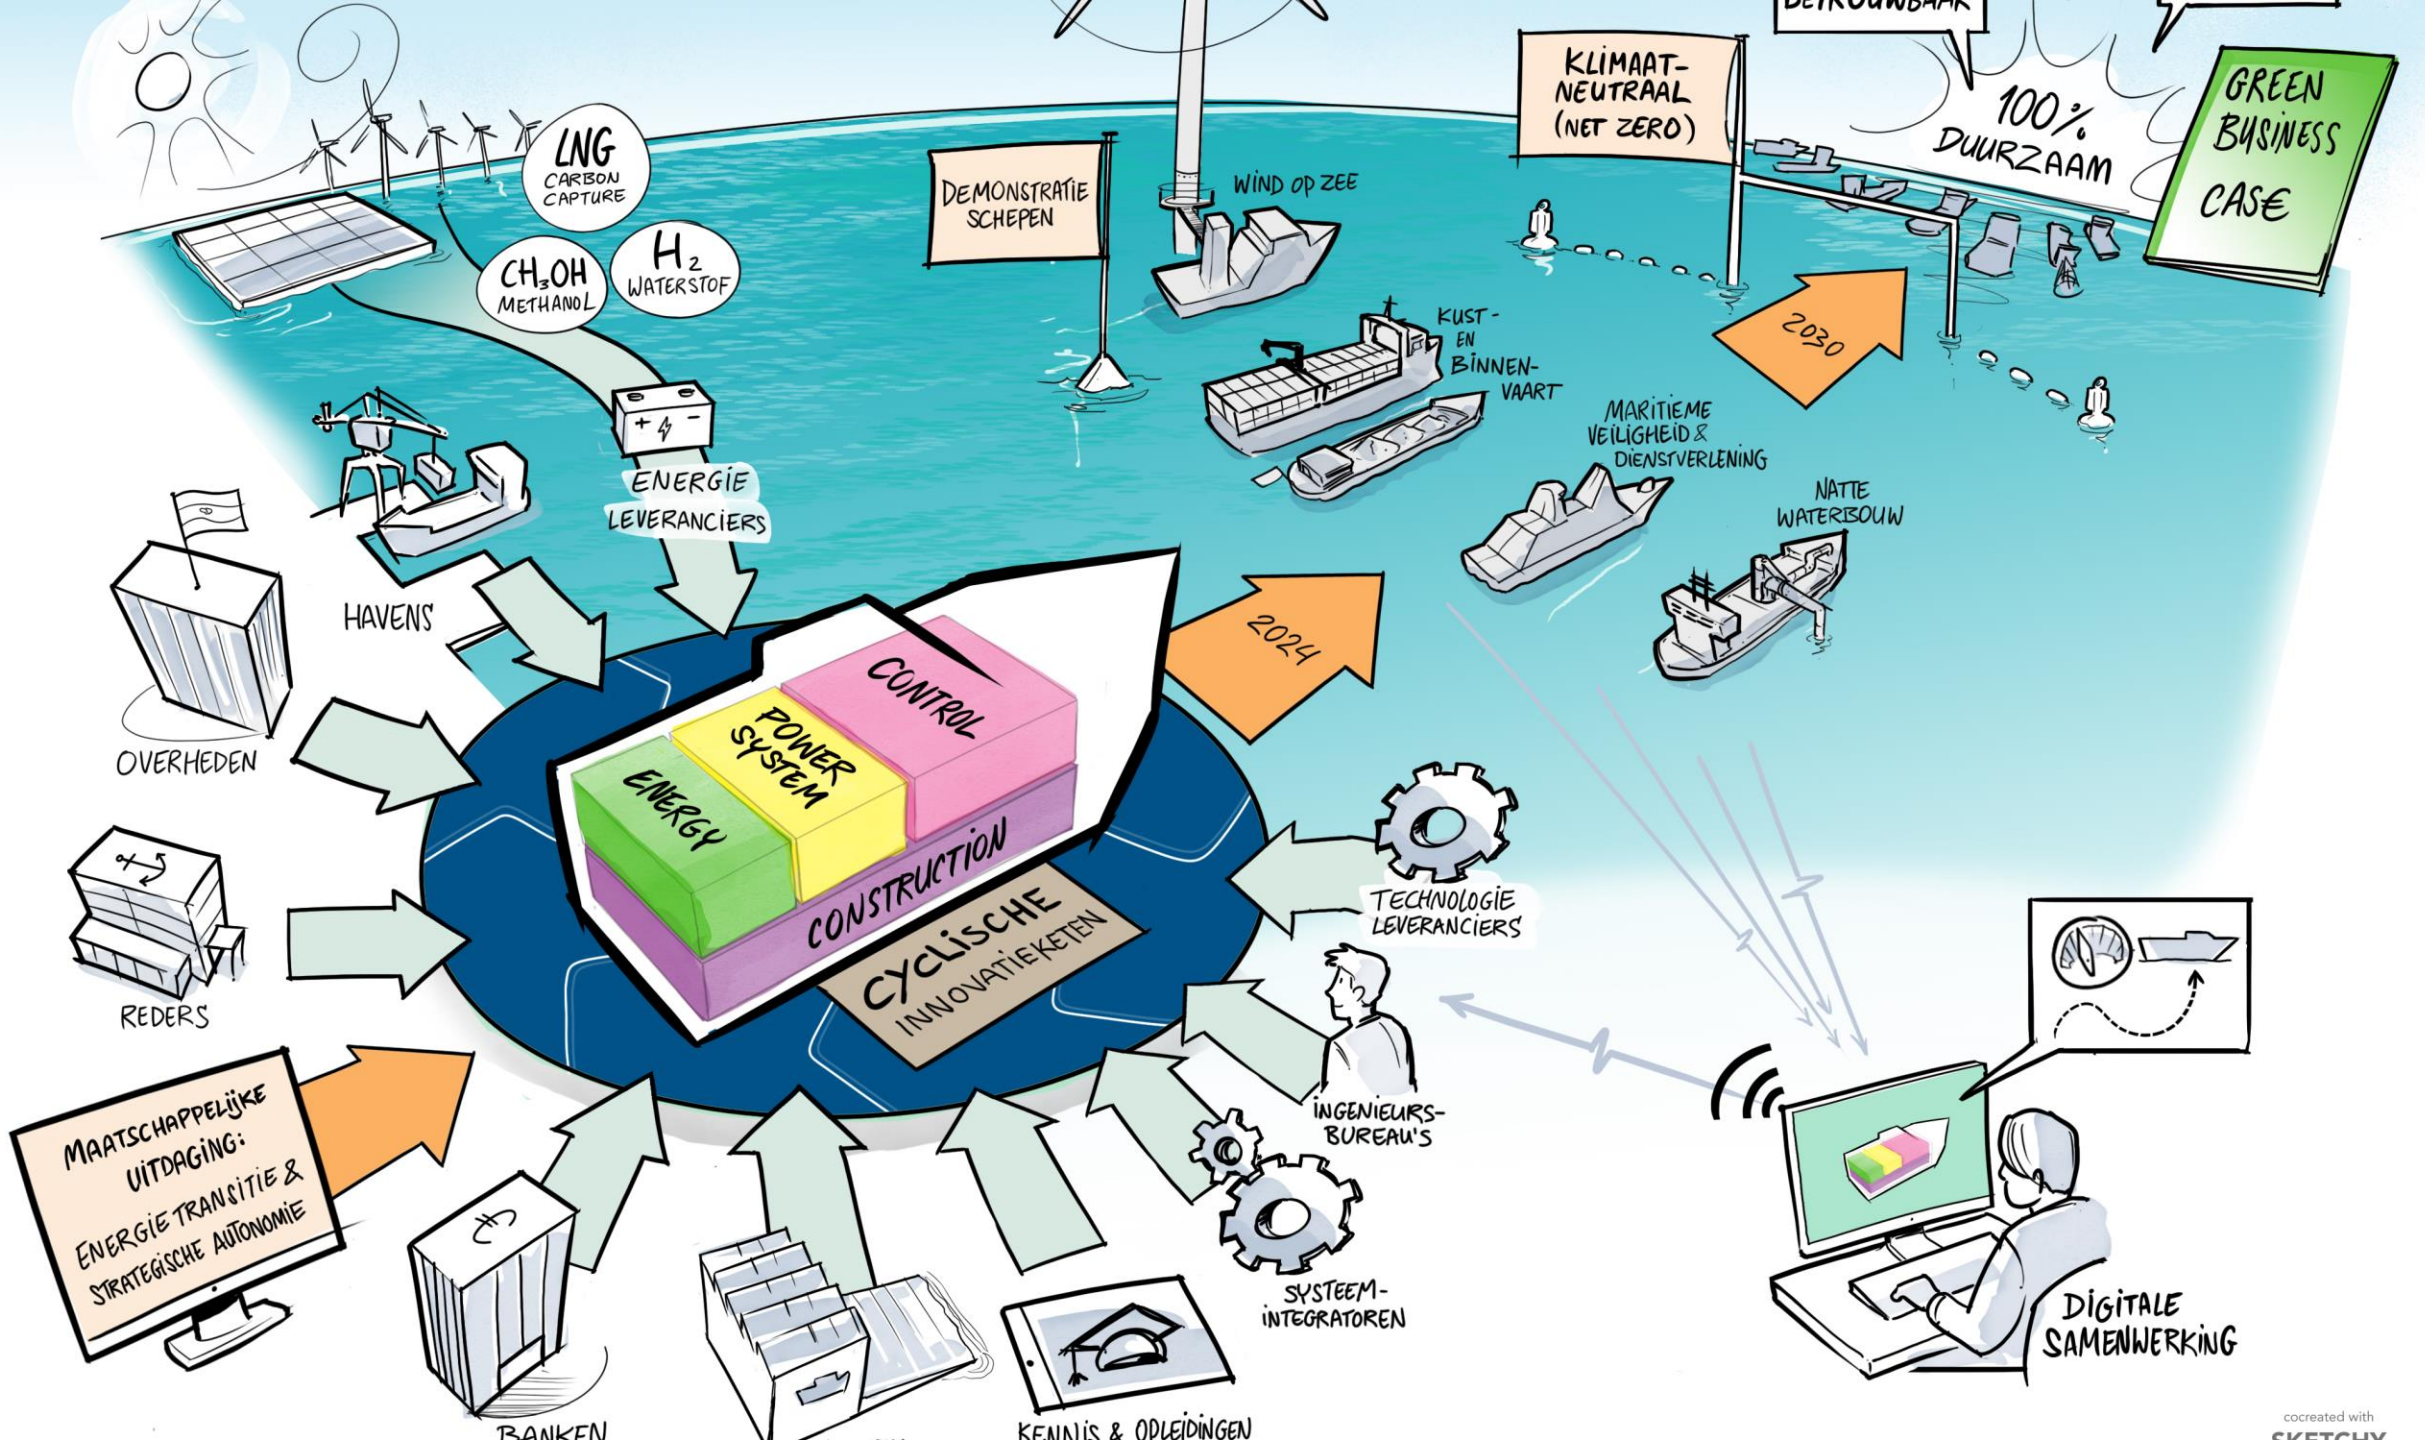 BETROUWBAAR
KLIMAAT-
NEUTRAAL
(NET ZERO)
100%
DUURZAAM
GREEN
BUSINESS
CAS€
LNG
CARBON
CAPTURE
CH₃OH
METHANOL
H₂
WATERSTOF
DEMONSTRATIE
SCHEPEN
WIND OP ZEE
KUST-
EN
BINNEN-
VAART
2030
MARITIEME
VEILIGHEID &
DIENSTVERLENING
NATTE
WATERBOUW
+ -
ENERGIE
LEVERANCIERS
HAVENS
OVERHEDEN
2024
CONTROL
POWER
SYSTEM
ENERGY
CONSTRUCTION
CYCLISCHE
INNOVATIEKETEN
TECHNOLOGIE
LEVERANCIERS
REDERS
INGENIEURS-
BUREAU'S
MAATSCHAPPELIJKE
UITDAGING:
ENERGIE TRANSITIE &
STRATEGISCHE AUTONOMIE
€
SYSTEEM-
INTEGRATOREN
DIGITALE
SAMENWERKING
BANKEN
KENNIS & OPLEIDINGEN
cocreated with
SKETCHY